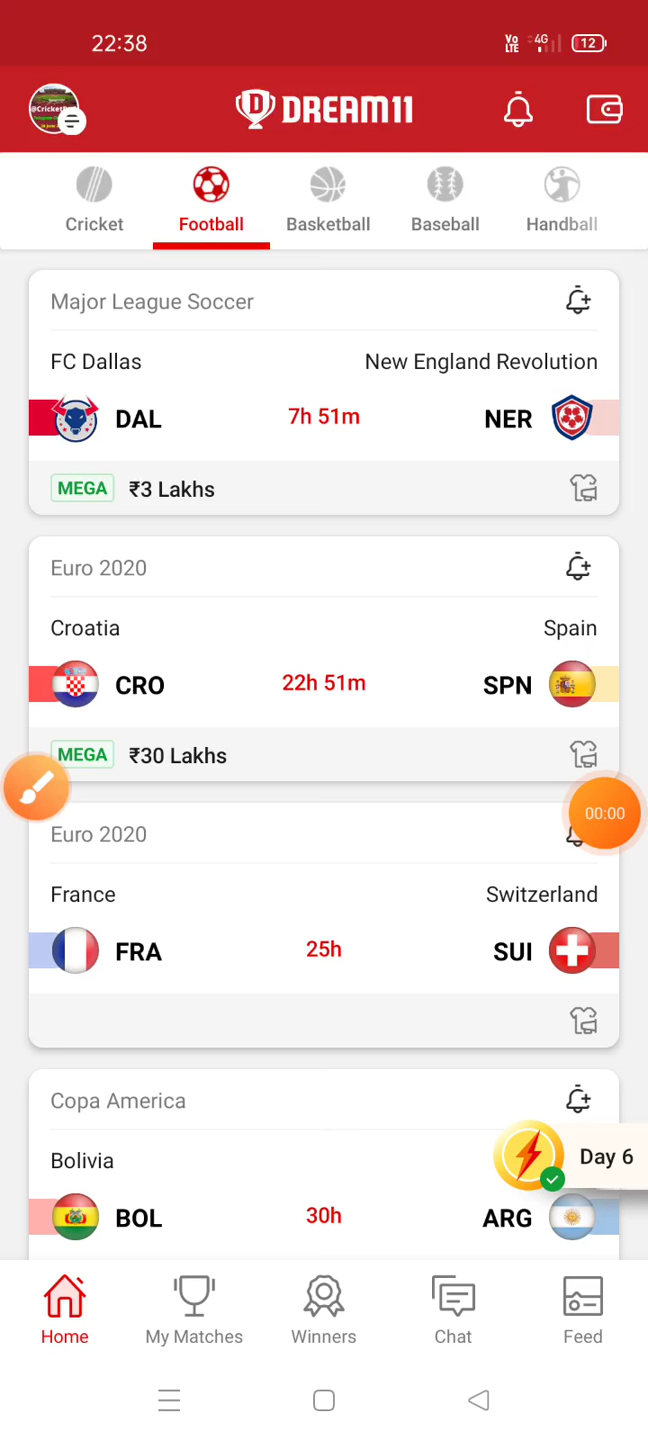 22:38
Vo LTE 4G 12
DREAM11
Cricket Football Basketball Baseball Handball
Major League Soccer
FC Dallas New England Revolution
DAL 7h 51m NER
MEGA ₹3 Lakhs
Euro 2020
Croatia Spain
CRO 22h 51m SPN
MEGA ₹30 Lakhs
00:00
Euro 2020
France Switzerland
FRA 25h SUI
Copa America
Bolivia
Day 6
BOL 30h ARG
Home My Matches Winners Chat Feed